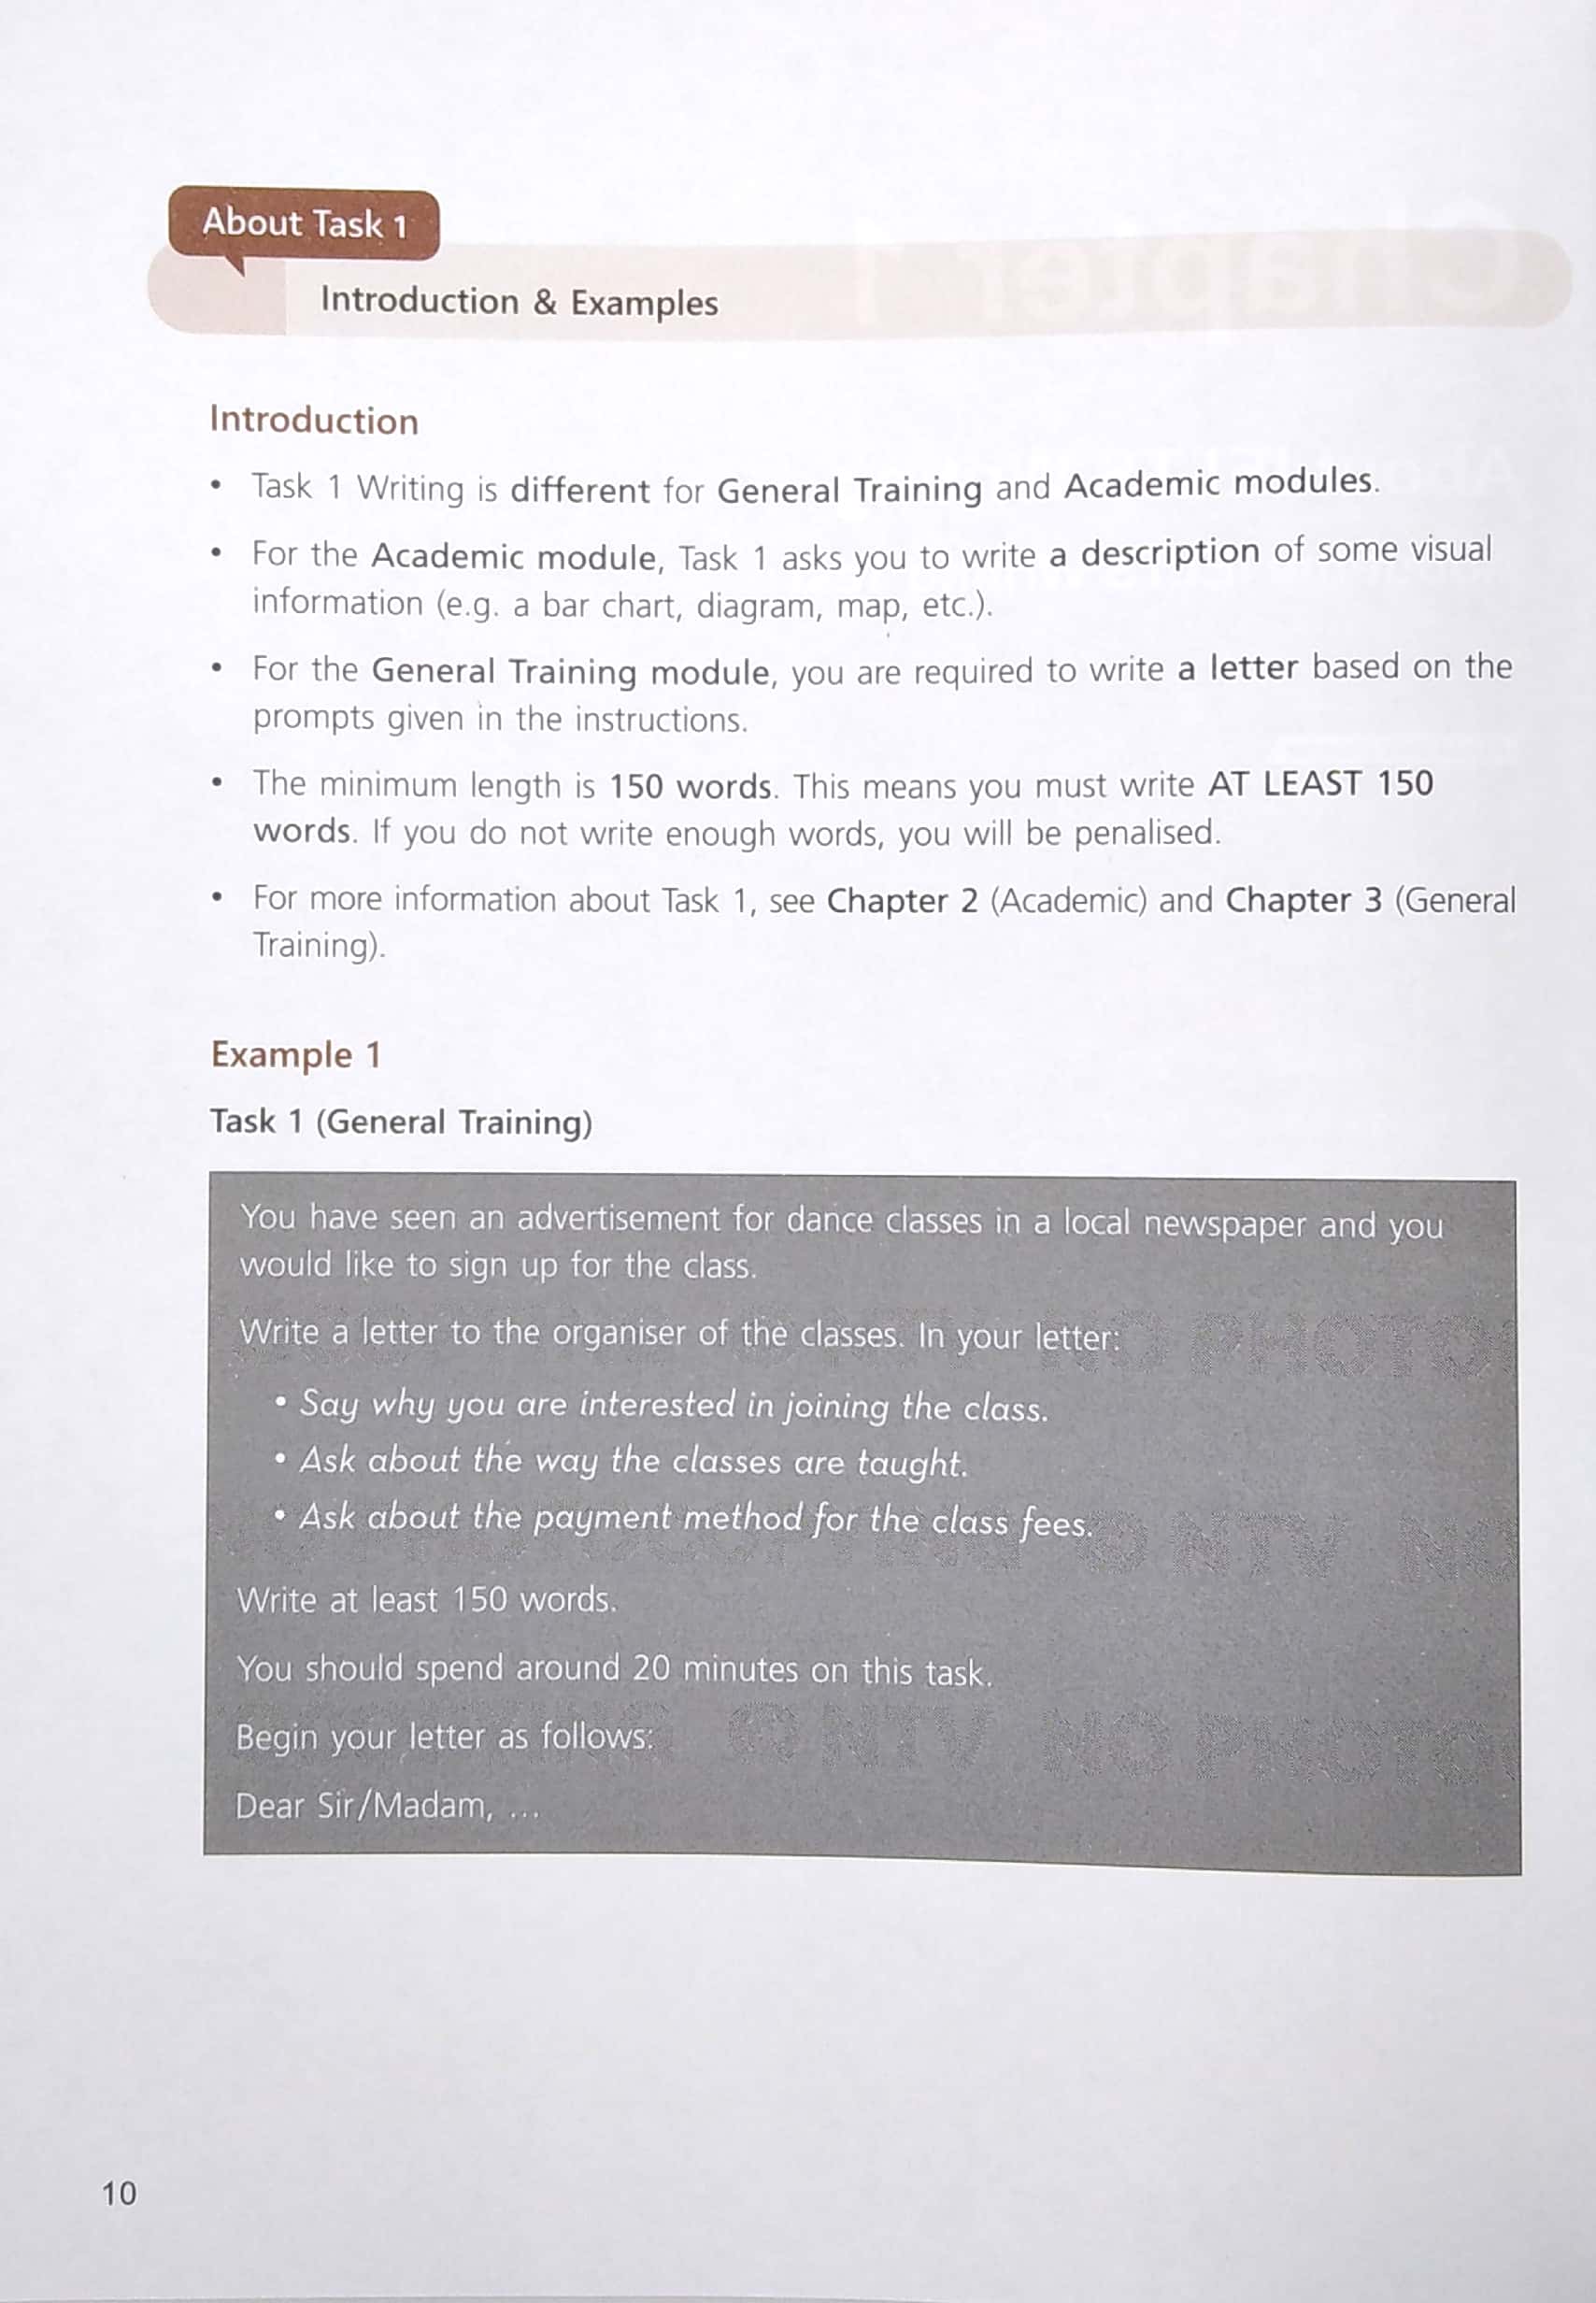 About Task 1
Introduction & Examples
Introduction
• Task 1 Writing is different for General Training and Academic modules.
• For the Academic module, Task 1 asks you to write a description of some visual
information (e.g. a bar chart, diagram, map, etc.).
• For the General Training module, you are required to write a letter based on the
prompts given in the instructions.
• The minimum length is 150 words. This means you must write AT LEAST 150
words. If you do not write enough words, you will be penalised.
• For more information about Task 1, see Chapter 2 (Academic) and Chapter 3 (General
Training).
Example 1
Task 1 (General Training)
You have seen an advertisement for dance classes in a local newspaper and you
would like to sign up for the class.
Write a letter to the organiser of the classes. In your letter:
• Say why you are interested in joining the class.
• Ask about the way the classes are taught.
• Ask about the payment method for the class fees.
Write at least 150 words.
You should spend around 20 minutes on this task.
Begin your letter as follows:
Dear Sir/Madam, ...
10